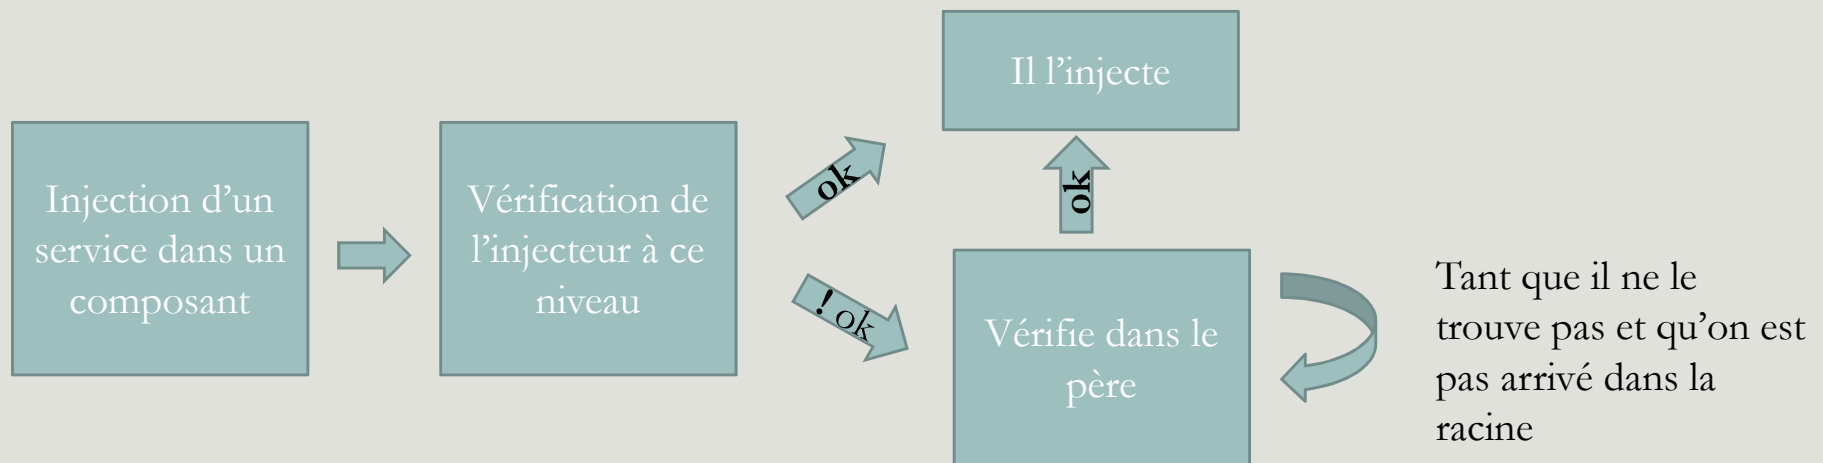 Injection d'un
service dans un
composant
Vérification de
l'injecteur à ce
niveau
ok
Il l'injecte
! ok
ok
Vérifie dans le
père
Tant que il ne le
trouve pas et qu'on est
pas arrivé dans la
racine